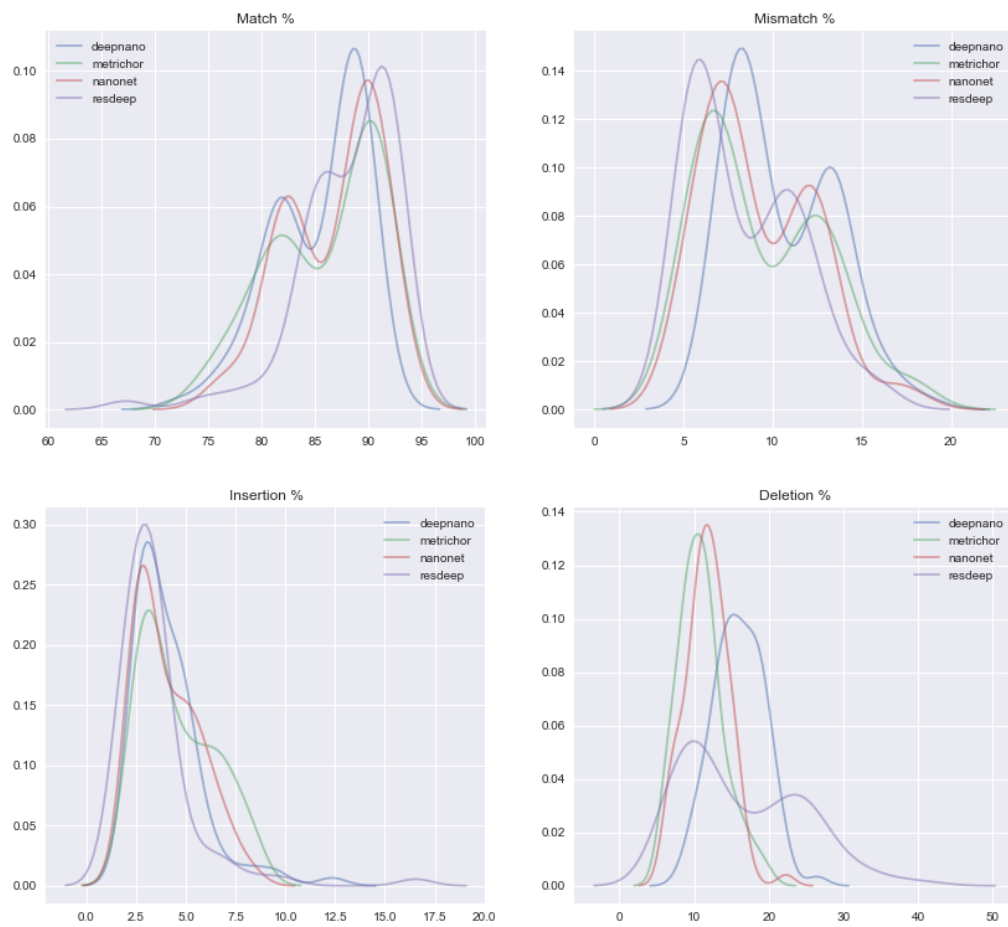 Match %
deepnano
metrichor
nanonet
resdeep
0.10
0.08
0.06
0.04
0.02
0.00
60 65 70 75 80 85 90 95 100
Mismatch %
deepnano
metrichor
nanonet
resdeep
0.14
0.12
0.10
0.08
0.06
0.04
0.02
0.00
0 5 10 15 20
Insertion %
deepnano
metrichor
nanonet
resdeep
0.30
0.25
0.20
0.15
0.10
0.05
0.00
0.0 2.5 5.0 7.5 10.0 12.5 15.0 17.5 20.0
Deletion %
deepnano
metrichor
nanonet
resdeep
0.14
0.12
0.10
0.08
0.06
0.04
0.02
0.00
0 10 20 30 40 50